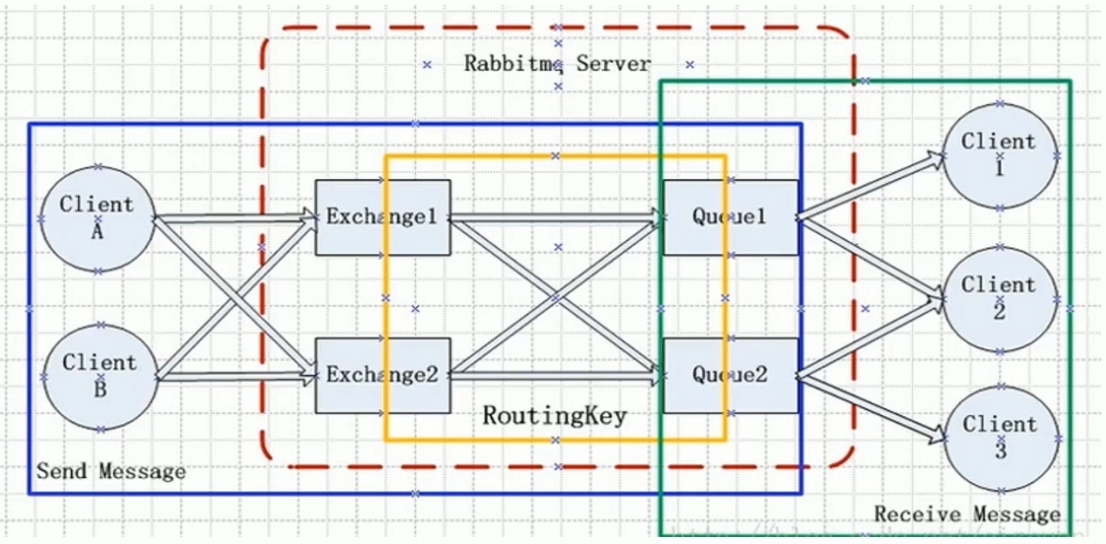 Rabbitmq Server
Client
A
Exchange1
Queue1
Client
1
Client
2
Client
B
Exchange2
Queue2
RoutingKey
Client
3
Send Message
Receive Message